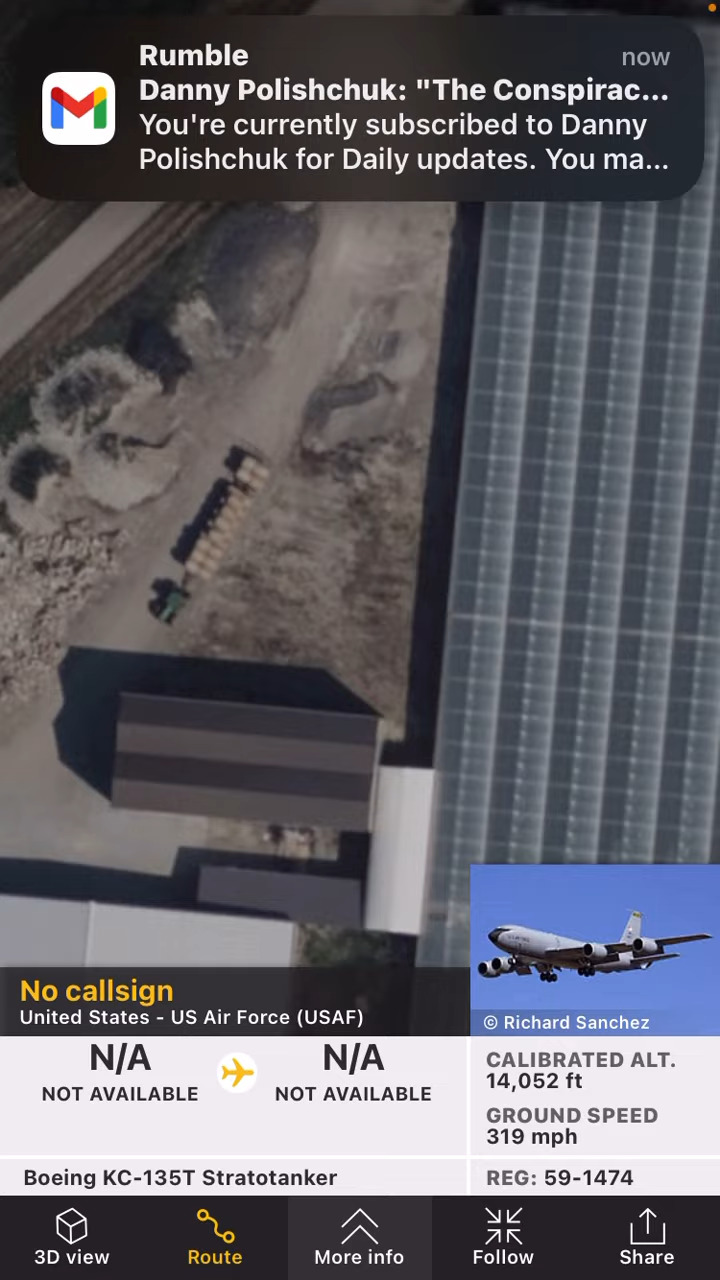 Rumble
now
Danny Polishchuk: "The Conspirac...
You're currently subscribed to Danny
Polishchuk for Daily updates. You ma...
No callsign
United States - US Air Force (USAF)
© Richard Sanchez
N/A
NOT AVAILABLE
N/A
NOT AVAILABLE
CALIBRATED ALT.
14,052 ft
GROUND SPEED
319 mph
Boeing KC-135T Stratotanker
REG: 59-1474
3D view
Route
More info
Follow
Share